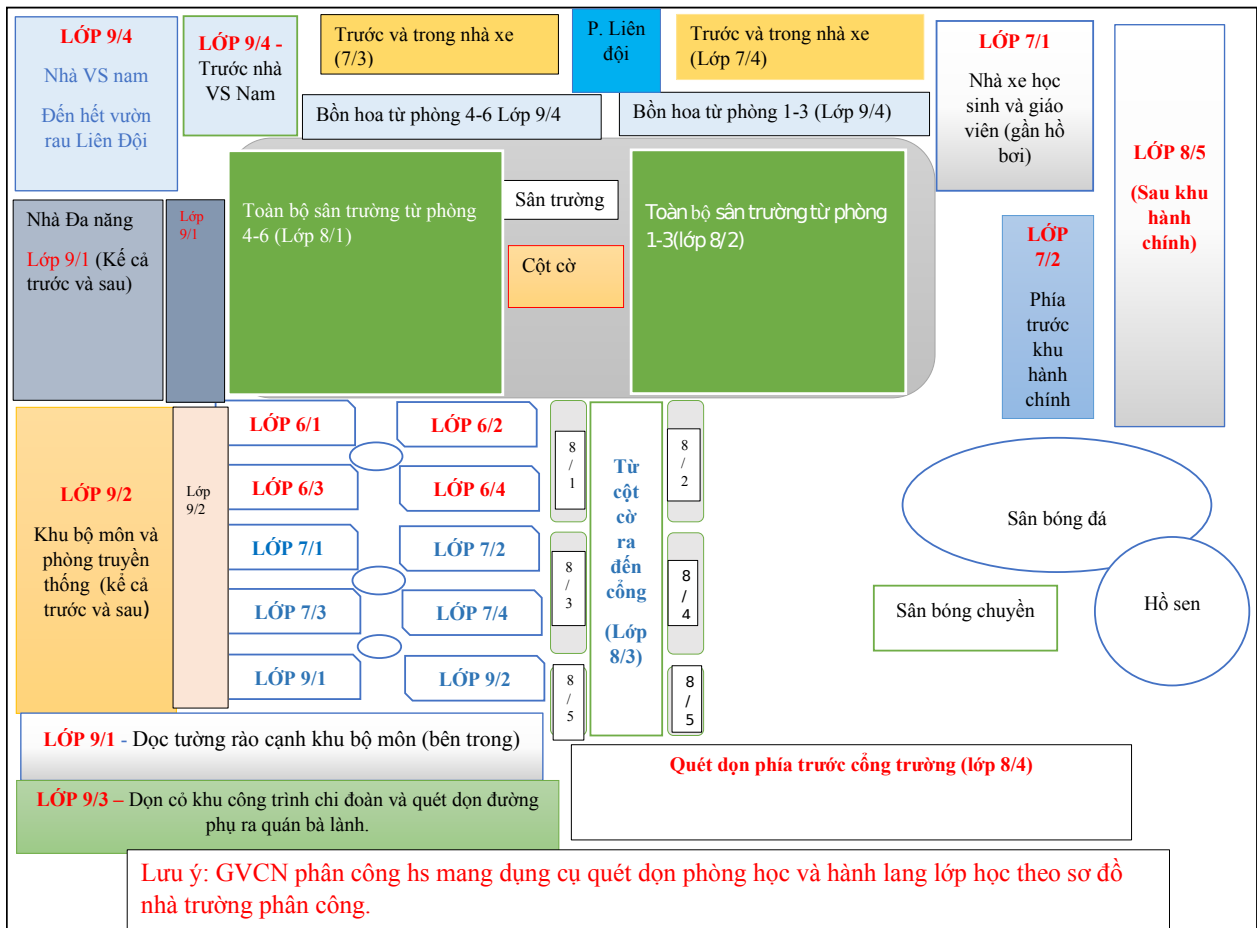 LỚP 9/4
Nhà VS nam
Đến hết vườn
rau Liên Đội
LỚP 9/4 -
Trước nhà
VS Nam
Trước và trong nhà xe
(7/3)
P. Liên
đội
Trước và trong nhà xe
(Lớp 7/4)
LỚP 7/1
Nhà xe học
sinh và giáo
viên (gần hồ
bơi)
LỚP 8/5
(Sau khu
hành
chính)
Bồn hoa từ phòng 4-6 Lớp 9/4
Bồn hoa từ phòng 1-3 (Lớp 9/4)
Nhà Đa năng
Lớp 9/1 (Kế cả
trước và sau)
Lớp
9/1
Toàn bộ sân trường từ phòng
4-6 (Lớp 8/1)
Sân trường
Cột cờ
Toàn bộ sân trường từ phòng
1-3(lớp 8/2)
LỚP
7/2
Phía
trước
khu
hành
chính
LỚP 9/2
Khu bộ môn và
phòng truyền
thống (kể cả
trước và sau)
Lớp
9/2
LỚP 6/1
LỚP 6/2
LỚP 6/3
LỚP 6/4
LỚP 7/1
LỚP 7/2
LỚP 7/3
LỚP 7/4
LỚP 9/1
LỚP 9/2
8
/
1
8
/
3
8
/
5
Từ
cột
cờ
ra
đến
cổng
(Lớp
8/3)
8
/
2
8
/
4
8
/
5
Sân bóng đá
Sân bóng chuyền
Hồ sen
LỚP 9/1 - Dọc tường rào cạnh khu bộ môn (bên trong)
LỚP 9/3 – Dọn cỏ khu công trình chi đoàn và quét dọn đường
phụ ra quán bà lành.
Quét dọn phía trước cổng trường (lớp 8/4)
Lưu ý: GVCN phân công hs mang dụng cụ quét dọn phòng học và hành lang lớp học theo sơ đồ
nhà trường phân công.